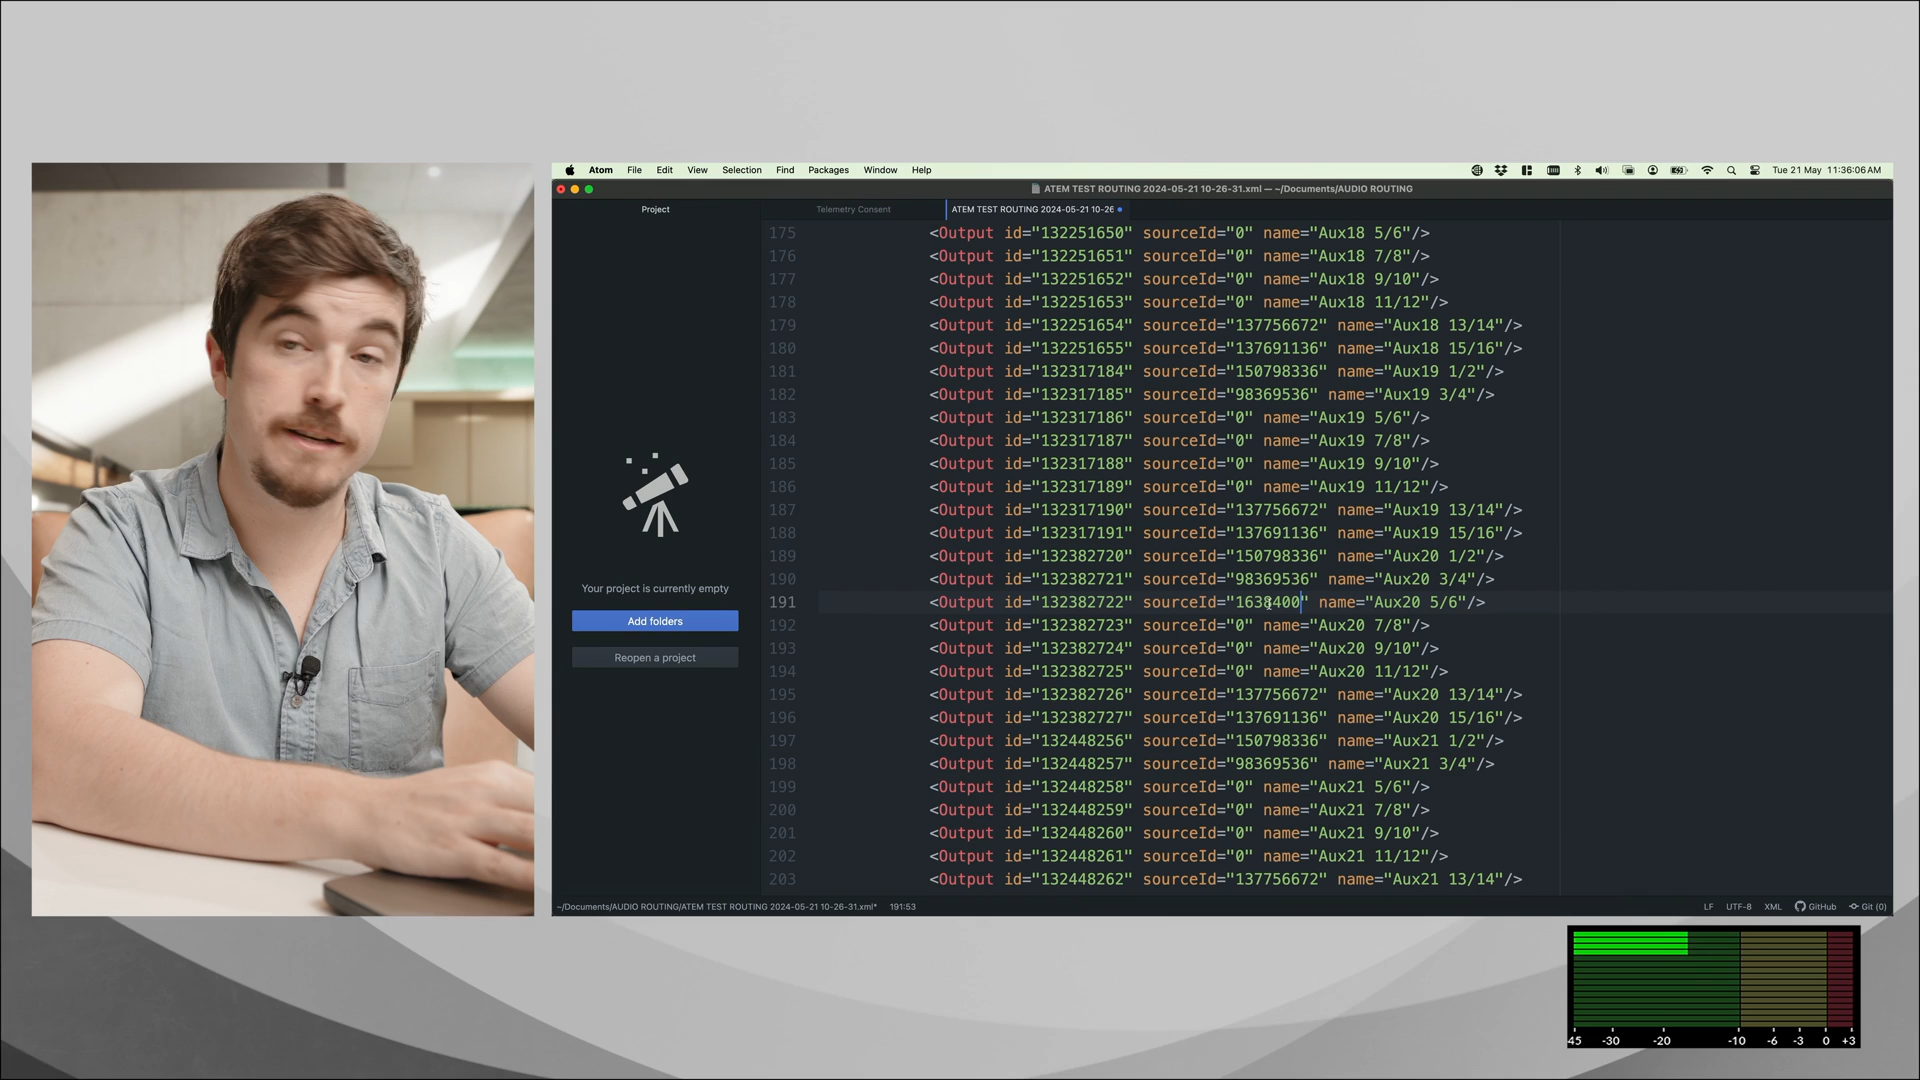 Atom File Edit View Selection Find Packages Window Help Tue 21 May 11:36:06 AM
ATEM TEST ROUTING 2024-05-21 10-26-31.xml — ~/Documents/AUDIO ROUTING
Project Telemetry Consent ATEM TEST ROUTING 2024-05-21 10-26
175 <Output id="132251650" sourceId="0" name="Aux18 5/6"/>
176 <Output id="132251651" sourceId="0" name="Aux18 7/8"/>
177 <Output id="132251652" sourceId="0" name="Aux18 9/10"/>
178 <Output id="132251653" sourceId="0" name="Aux18 11/12"/>
179 <Output id="132251654" sourceId="137756672" name="Aux18 13/14"/>
180 <Output id="132251655" sourceId="137691136" name="Aux18 15/16"/>
181 <Output id="132317184" sourceId="150798336" name="Aux19 1/2"/>
182 <Output id="132317185" sourceId="98369536" name="Aux19 3/4"/>
183 <Output id="132317186" sourceId="0" name="Aux19 5/6"/>
184 <Output id="132317187" sourceId="0" name="Aux19 7/8"/>
185 <Output id="132317188" sourceId="0" name="Aux19 9/10"/>
186 <Output id="132317189" sourceId="0" name="Aux19 11/12"/>
187 <Output id="132317190" sourceId="137756672" name="Aux19 13/14"/>
188 <Output id="132317191" sourceId="137691136" name="Aux19 15/16"/>
189 <Output id="132382720" sourceId="150798336" name="Aux20 1/2"/>
190 <Output id="132382721" sourceId="98369536" name="Aux20 3/4"/>
191 <Output id="132382722" sourceId="1638400" name="Aux20 5/6"/>
192 <Output id="132382723" sourceId="0" name="Aux20 7/8"/>
193 <Output id="132382724" sourceId="0" name="Aux20 9/10"/>
194 <Output id="132382725" sourceId="0" name="Aux20 11/12"/>
195 <Output id="132382726" sourceId="137756672" name="Aux20 13/14"/>
196 <Output id="132382727" sourceId="137691136" name="Aux20 15/16"/>
197 <Output id="132448256" sourceId="150798336" name="Aux21 1/2"/>
198 <Output id="132448257" sourceId="98369536" name="Aux21 3/4"/>
199 <Output id="132448258" sourceId="0" name="Aux21 5/6"/>
200 <Output id="132448259" sourceId="0" name="Aux21 7/8"/>
201 <Output id="132448260" sourceId="0" name="Aux21 9/10"/>
202 <Output id="132448261" sourceId="0" name="Aux21 11/12"/>
203 <Output id="132448262" sourceId="137756672" name="Aux21 13/14"/>
Your project is currently empty
Add folders
Reopen a project
~/Documents/AUDIO ROUTING/ATEM TEST ROUTING 2024-05-21 10-26-31.xml* 191:53 LF UTF-8 XML GitHub Git (0)
45 -30 -20 -10 -6 -3 0 +3